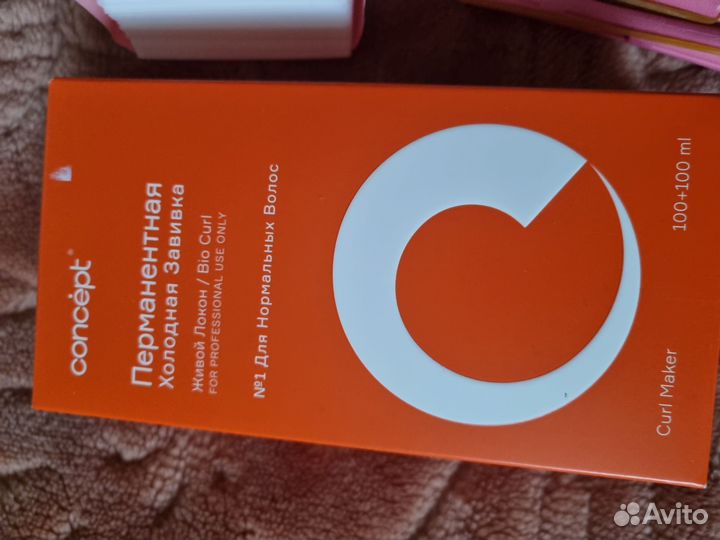 concépt®
Перманентная
Холодная Завивка
Живой Локон / Bio Curl
FOR PROFESSIONAL USE ONLY
№1 Для Нормальных Волос
Curl Maker
100+100 ml
Avito